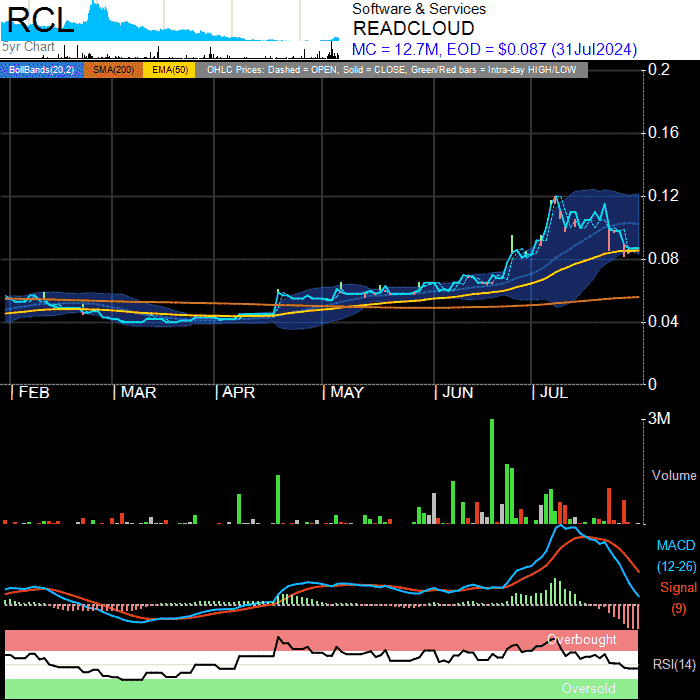 RCL
5yr Chart
Software & Services
READCLOUD
MC = 12.7M, EOD = $0.087 (31Jul2024)
BollBands(20,2) SMA(200) EMA(50) OHLC Prices: Dashed = OPEN, Solid = CLOSE, Green/Red bars = Intra-day HIGH/LOW
0.2
0.16
0.12
0.08
0.04
0
FEB MAR APR MAY JUN JUL
3M
Volume
MACD
(12-26)
Signal
(9)
Overbought
RSI(14)
Oversold